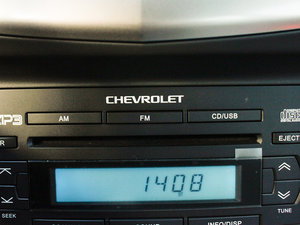 CHEVROLET
MP3 AM FM CD/USB
EJECT
1408
SEEK TUNE
INFO/DISP